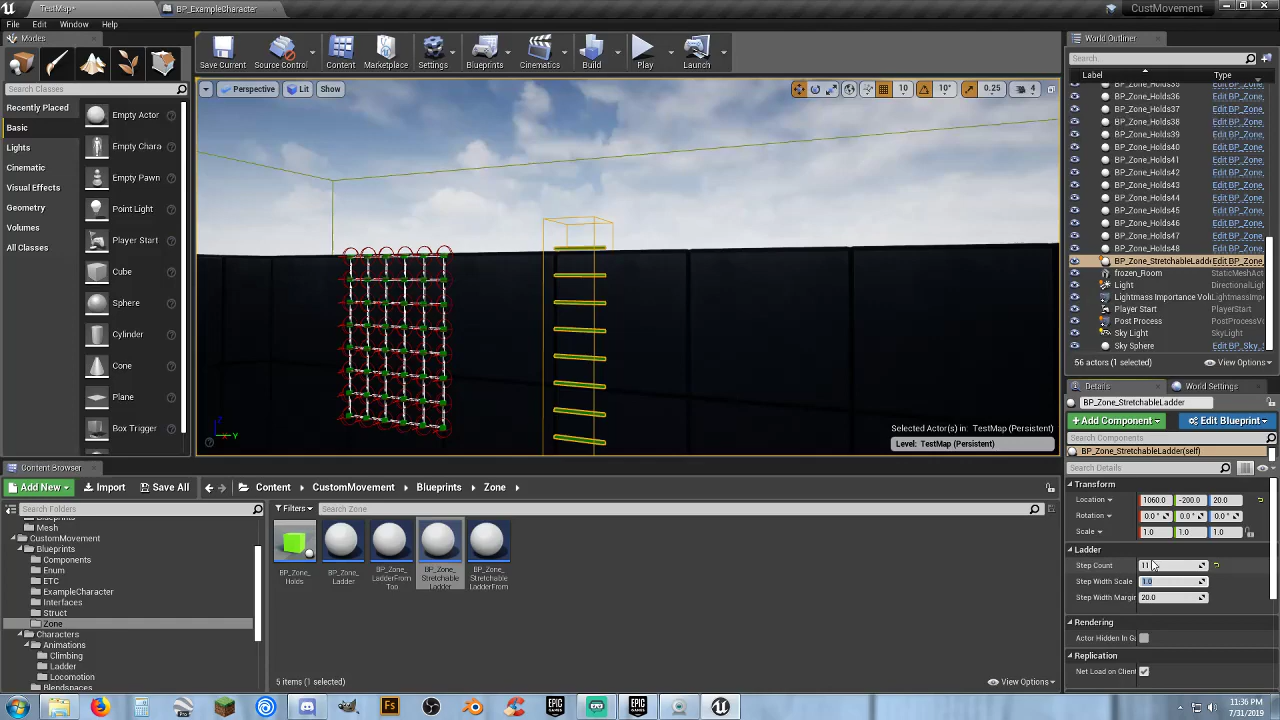 TestMap*
BP_ExampleCharacter
CustMovement
File
Edit
Window
Help
Modes
Search Classes
Recently Placed
Basic
Lights
Cinematic
Visual Effects
Geometry
Volumes
All Classes
Empty Actor
Empty Chara
Empty Pawn
Point Light
Player Start
Cube
Sphere
Cylinder
Cone
Plane
Box Trigger
Save Current
Source Control
Content
Marketplace
Settings
Blueprints
Cinematics
Build
Play
Launch
Perspective
Lit
Show
10
10°
0.25
4
Selected Actor(s) in: TestMap (Persistent)
Level: TestMap (Persistent)
World Outliner
Search...
Label
Type
BP_Zone_Holds36 Edit BP_Zone_
BP_Zone_Holds37 Edit BP_Zone_
BP_Zone_Holds38 Edit BP_Zone_
BP_Zone_Holds39 Edit BP_Zone_
BP_Zone_Holds40 Edit BP_Zone_
BP_Zone_Holds41 Edit BP_Zone_
BP_Zone_Holds42 Edit BP_Zone_
BP_Zone_Holds43 Edit BP_Zone_
BP_Zone_Holds44 Edit BP_Zone_
BP_Zone_Holds45 Edit BP_Zone_
BP_Zone_Holds46 Edit BP_Zone_
BP_Zone_Holds47 Edit BP_Zone_
BP_Zone_Holds48 Edit BP_Zone_
BP_Zone_StretchableLadde Edit BP_Zone_
frozen_Room StaticMeshAct
Light DirectionalLigh
Lightmass Importance Volu LightmassImpo
Player Start PlayerStart
Post Process PostProcessV
Sky Light SkyLight
Sky Sphere Edit BP_Sky_S
56 actors (1 selected)
View Options
Details
World Settings
BP_Zone_StretchableLadder
+Add Component
Edit Blueprint
Search Components
BP_Zone_StretchableLadder(self)
Search Details
Transform
Location 1060.0 -200.0 20.0
Rotation 0.0° 0.0° 0.0°
Scale 1.0 1.0 1.0
Ladder
Step Count 11
Step Width Scale 1.0
Step Width Margin 20.0
Rendering
Actor Hidden In Ga
Replication
Net Load on Client
Content Browser
Add New
Import
Save All
Content
CustomMovement
Blueprints
Zone
Search Folders
Filters
Search Zone
Mesh
CustomMovement
Blueprints
Components
Enum
ETC
ExampleCharacter
Interfaces
Struct
Zone
Characters
Animations
Climbing
Ladder
Locomotion
Blendspaces
BP_Zone_
Holds
BP_Zone_
Ladder
BP_Zone_
LadderFrom
Top
BP_Zone_
Stretchable
Ladder
BP_Zone_
Stretchable
LadderFrom
5 items (1 selected)
View Options
11:36 PM
7/31/2019